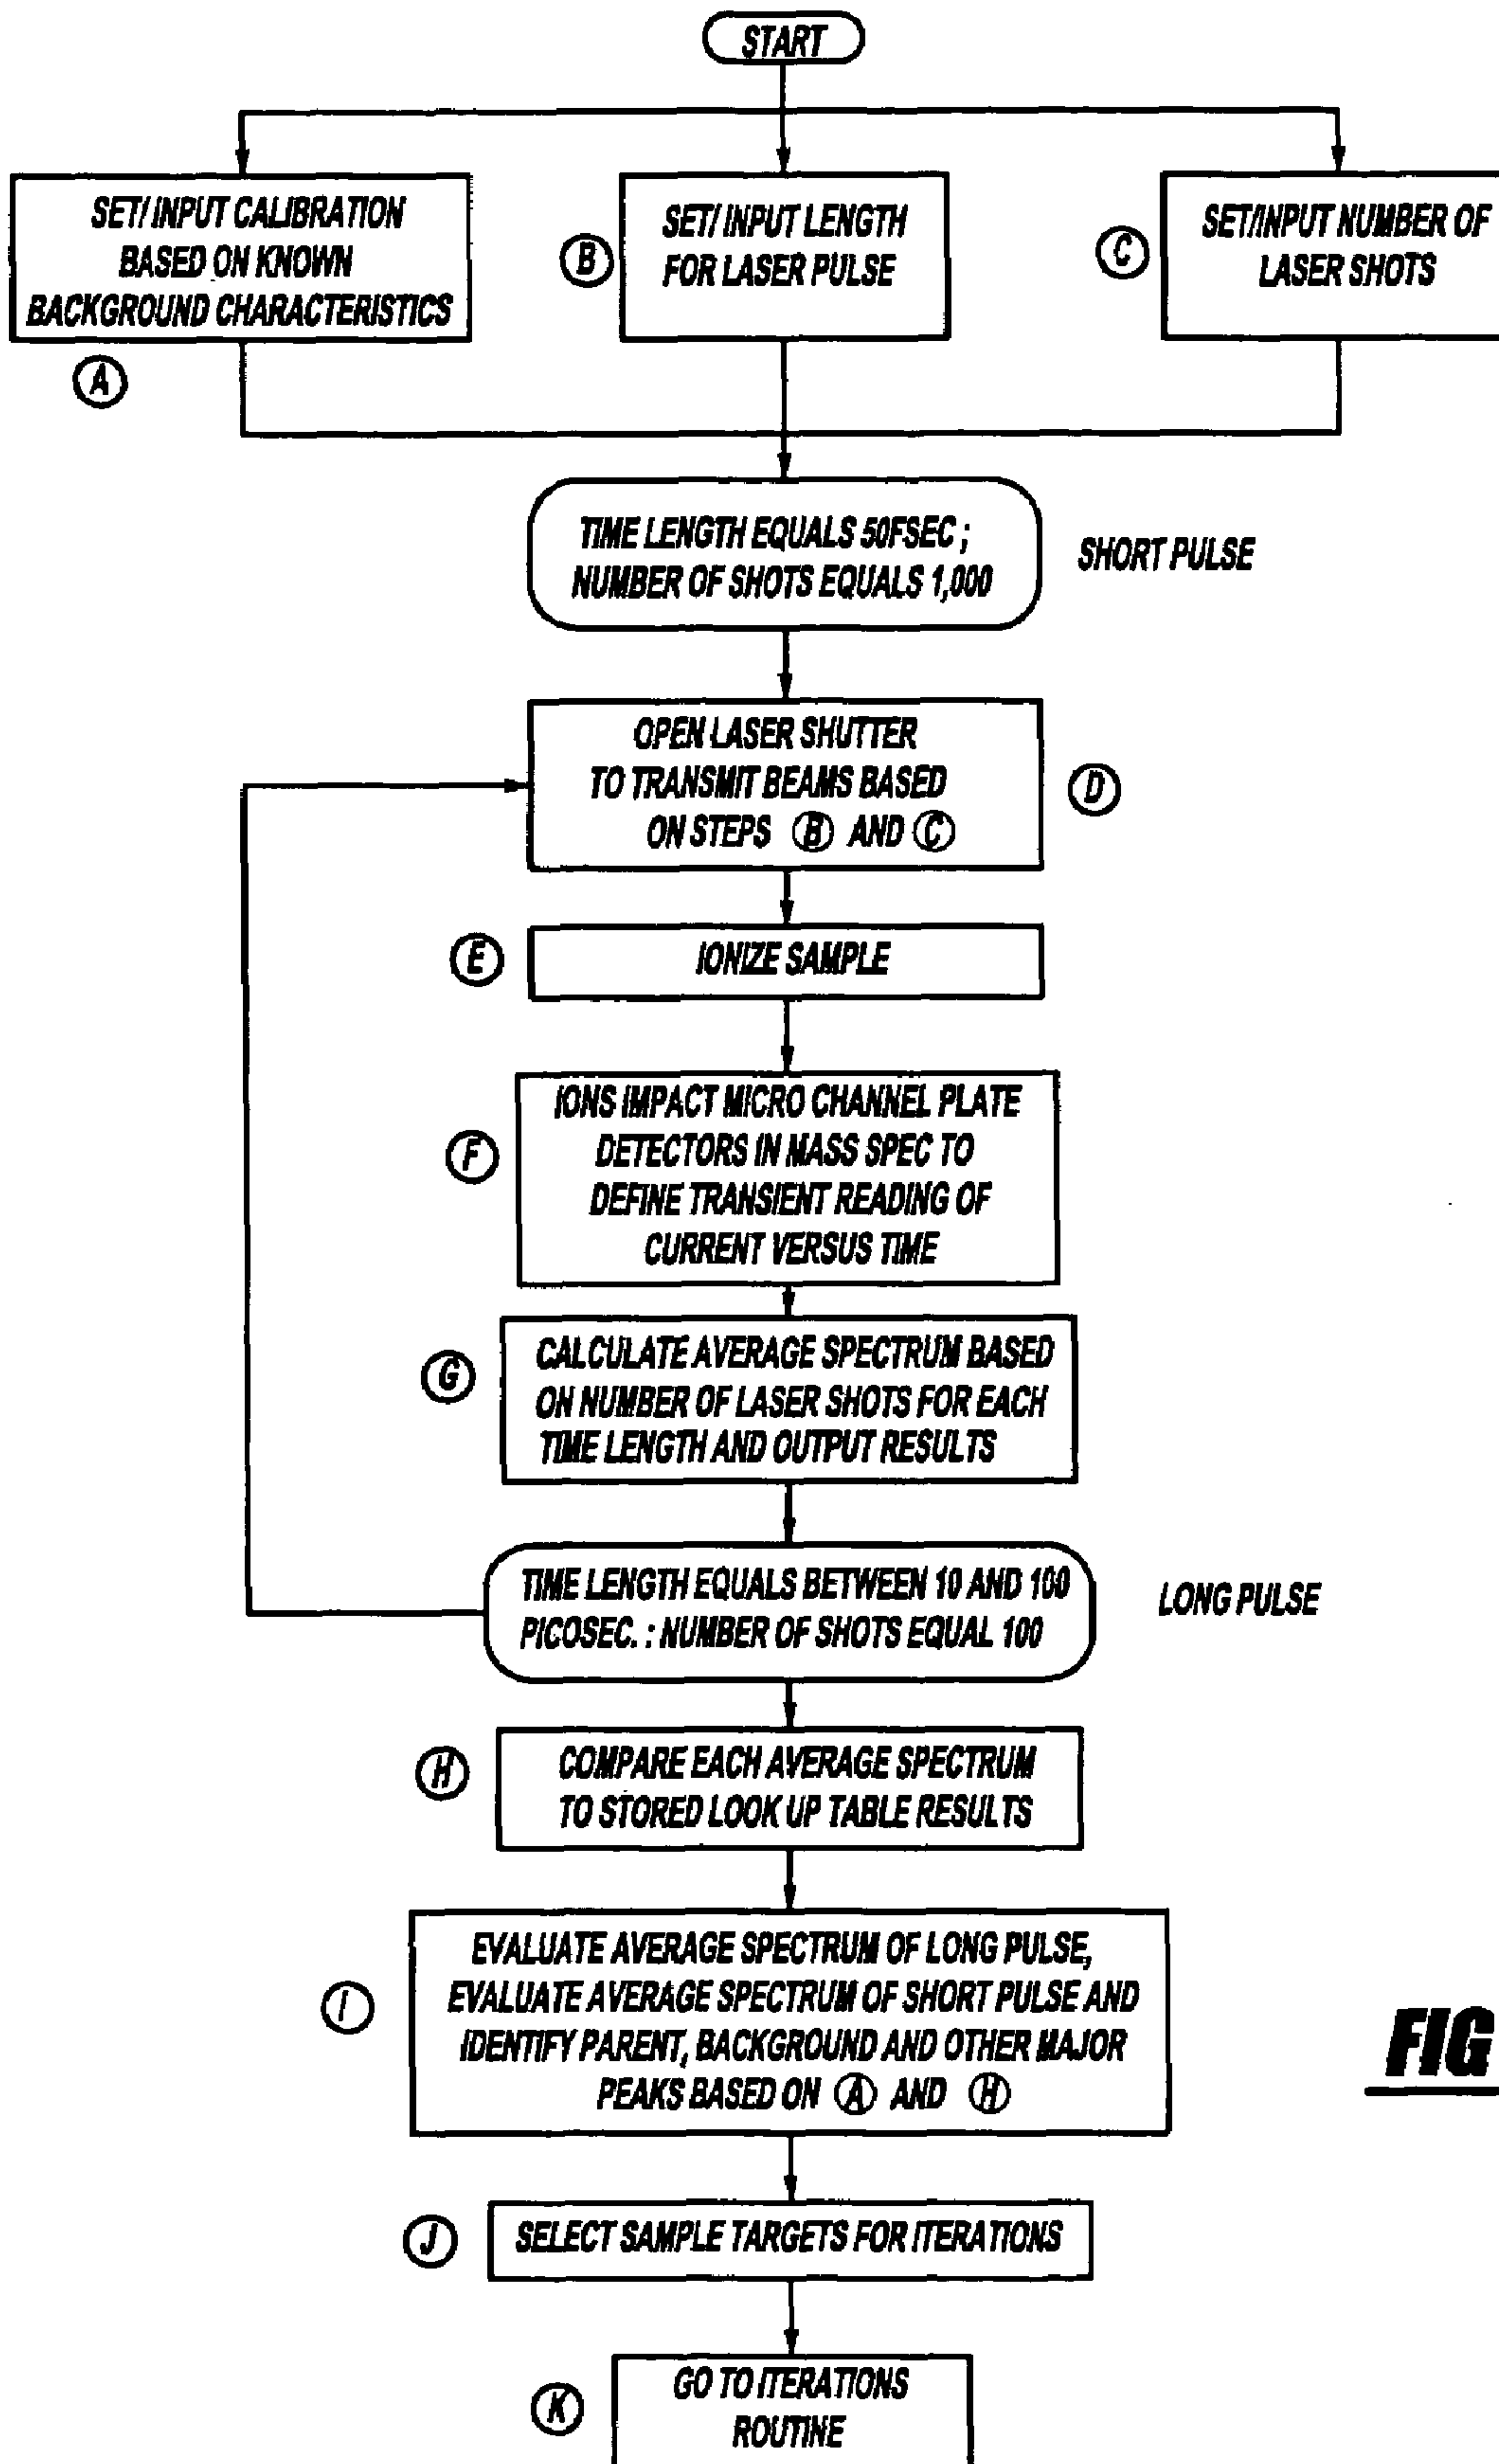 START
SET/ INPUT CALIBRATION
BASED ON KNOWN
BACKGROUND CHARACTERISTICS
A
B
SET/ INPUT LENGTH
FOR LASER PULSE
C
SET/INPUT NUMBER OF
LASER SHOTS
TIME LENGTH EQUALS 50FSEC ;
NUMBER OF SHOTS EQUALS 1,000
SHORT PULSE
OPEN LASER SHUTTER
TO TRANSMIT BEAMS BASED
ON STEPS B AND C
D
E
IONIZE SAMPLE
F
IONS IMPACT MICRO CHANNEL PLATE
DETECTORS IN MASS SPEC TO
DEFINE TRANSIENT READING OF
CURRENT VERSUS TIME
G
CALCULATE AVERAGE SPECTRUM BASED
ON NUMBER OF LASER SHOTS FOR EACH
TIME LENGTH AND OUTPUT RESULTS
TIME LENGTH EQUALS BETWEEN 10 AND 100
PICOSEC. : NUMBER OF SHOTS EQUAL 100
LONG PULSE
H
COMPARE EACH AVERAGE SPECTRUM
TO STORED LOOK UP TABLE RESULTS
I
EVALUATE AVERAGE SPECTRUM OF LONG PULSE,
EVALUATE AVERAGE SPECTRUM OF SHORT PULSE AND
IDENTIFY PARENT, BACKGROUND AND OTHER MAJOR
PEAKS BASED ON A AND H
FIG
J
SELECT SAMPLE TARGETS FOR ITERATIONS
K
GO TO ITERATIONS
ROUTINE